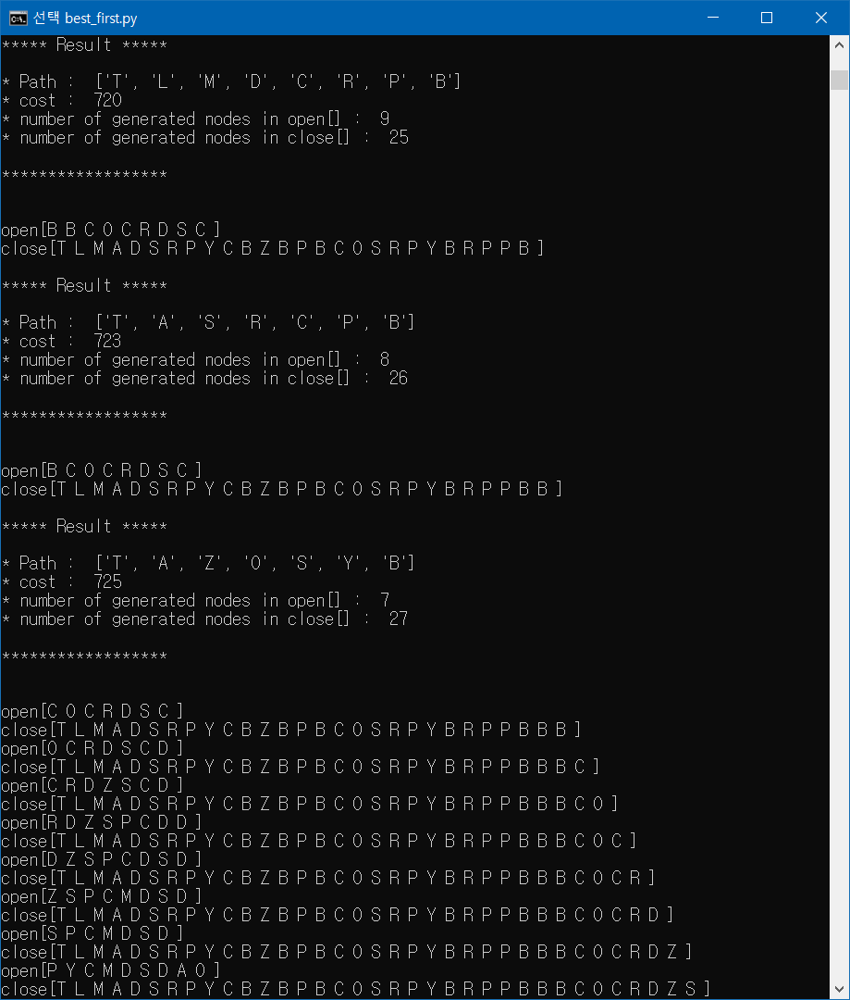 선택 best_first.py
***** Result *****
* Path :  ['T', 'L', 'M', 'D', 'C', 'R', 'P', 'B']
* cost :  720
* number of generated nodes in open[] :  9
* number of generated nodes in close[] :  25
******************
open[B B C O C R D S C ]
close[T L M A D S R P Y C B Z B P B C O S R P Y B R P P B ]
***** Result *****
* Path :  ['T', 'A', 'S', 'R', 'C', 'P', 'B']
* cost :  723
* number of generated nodes in open[] :  8
* number of generated nodes in close[] :  26
******************
open[B C O C R D S C ]
close[T L M A D S R P Y C B Z B P B C O S R P Y B R P P B B ]
***** Result *****
* Path :  ['T', 'A', 'Z', 'O', 'S', 'Y', 'B']
* cost :  725
* number of generated nodes in open[] :  7
* number of generated nodes in close[] :  27
******************
open[C O C R D S C ]
close[T L M A D S R P Y C B Z B P B C O S R P Y B R P P B B B ]
open[O C R D S C D ]
close[T L M A D S R P Y C B Z B P B C O S R P Y B R P P B B B C ]
open[C R D Z S C D ]
close[T L M A D S R P Y C B Z B P B C O S R P Y B R P P B B B C O ]
open[R D Z S P C D D ]
close[T L M A D S R P Y C B Z B P B C O S R P Y B R P P B B B C O C ]
open[D Z S P C D S D ]
close[T L M A D S R P Y C B Z B P B C O S R P Y B R P P B B B C O C R ]
open[Z S P C M D S D ]
close[T L M A D S R P Y C B Z B P B C O S R P Y B R P P B B B C O C R D ]
open[S P C M D S D ]
close[T L M A D S R P Y C B Z B P B C O S R P Y B R P P B B B C O C R D Z ]
open[P Y C M D S D A O ]
close[T L M A D S R P Y C B Z B P B C O S R P Y B R P P B B B C O C R D Z S ]